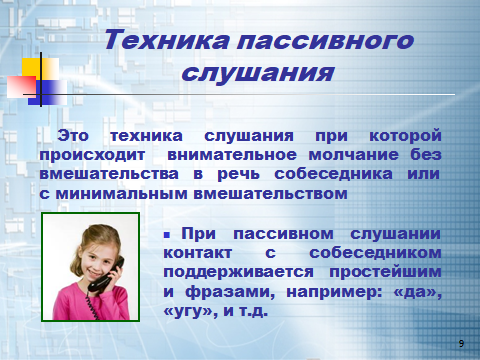 Техника пассивного
слушания
Это техника слушания при которой
происходит внимательное молчание без
вмешательства в речь собеседника или
с минимальным вмешательством
При пассивном слушании
контакт с собеседником
поддерживается простейшим
и фразами, например: «да»,
«угу», и т.д.
9